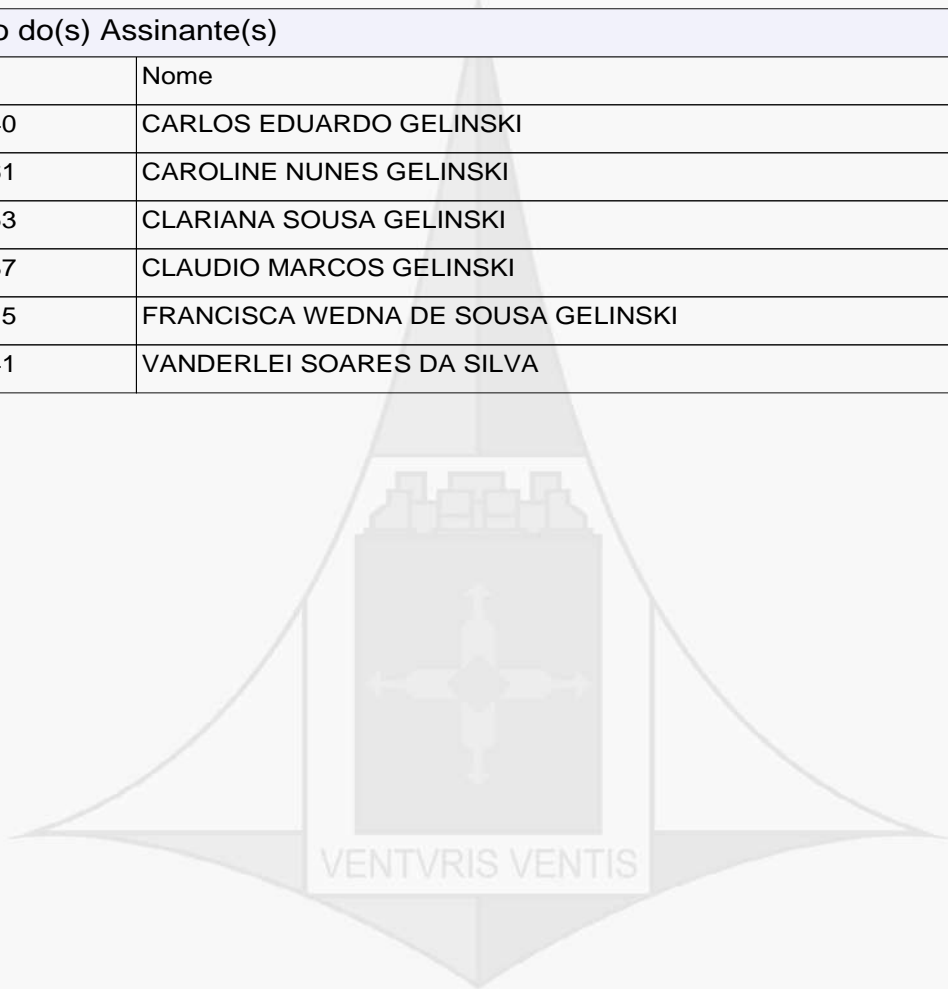 o do(s) Assinante(s)
Nome
0 CARLOS EDUARDO GELINSKI
1 CAROLINE NUNES GELINSKI
3 CLARIANA SOUSA GELINSKI
7 CLAUDIO MARCOS GELINSKI
5 FRANCISCA WEDNA DE SOUSA GELINSKI
1 VANDERLEI SOARES DA SILVA
VENTVRIS VENTIS